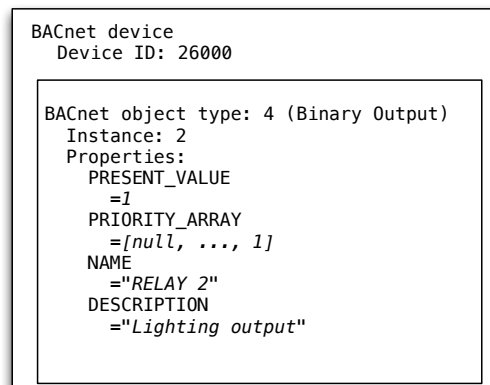 BACnet device
Device ID: 26000
BACnet object type: 4 (Binary Output)
Instance: 2
Properties:
PRESENT_VALUE
=1
PRIORITY_ARRAY
=[null, ..., 1]
NAME
="RELAY 2"
DESCRIPTION
="Lighting output"